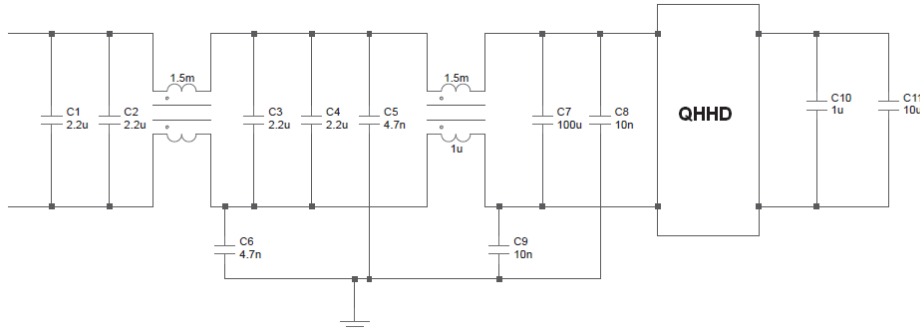 1.5m
1.5m
C1
2.2u
C2
2.2u
C3
2.2u
C4
2.2u
C5
4.7n
1u
C7
100u
C8
10n
QHHD
C10
1u
C11
10u
C6
4.7n
C9
10n